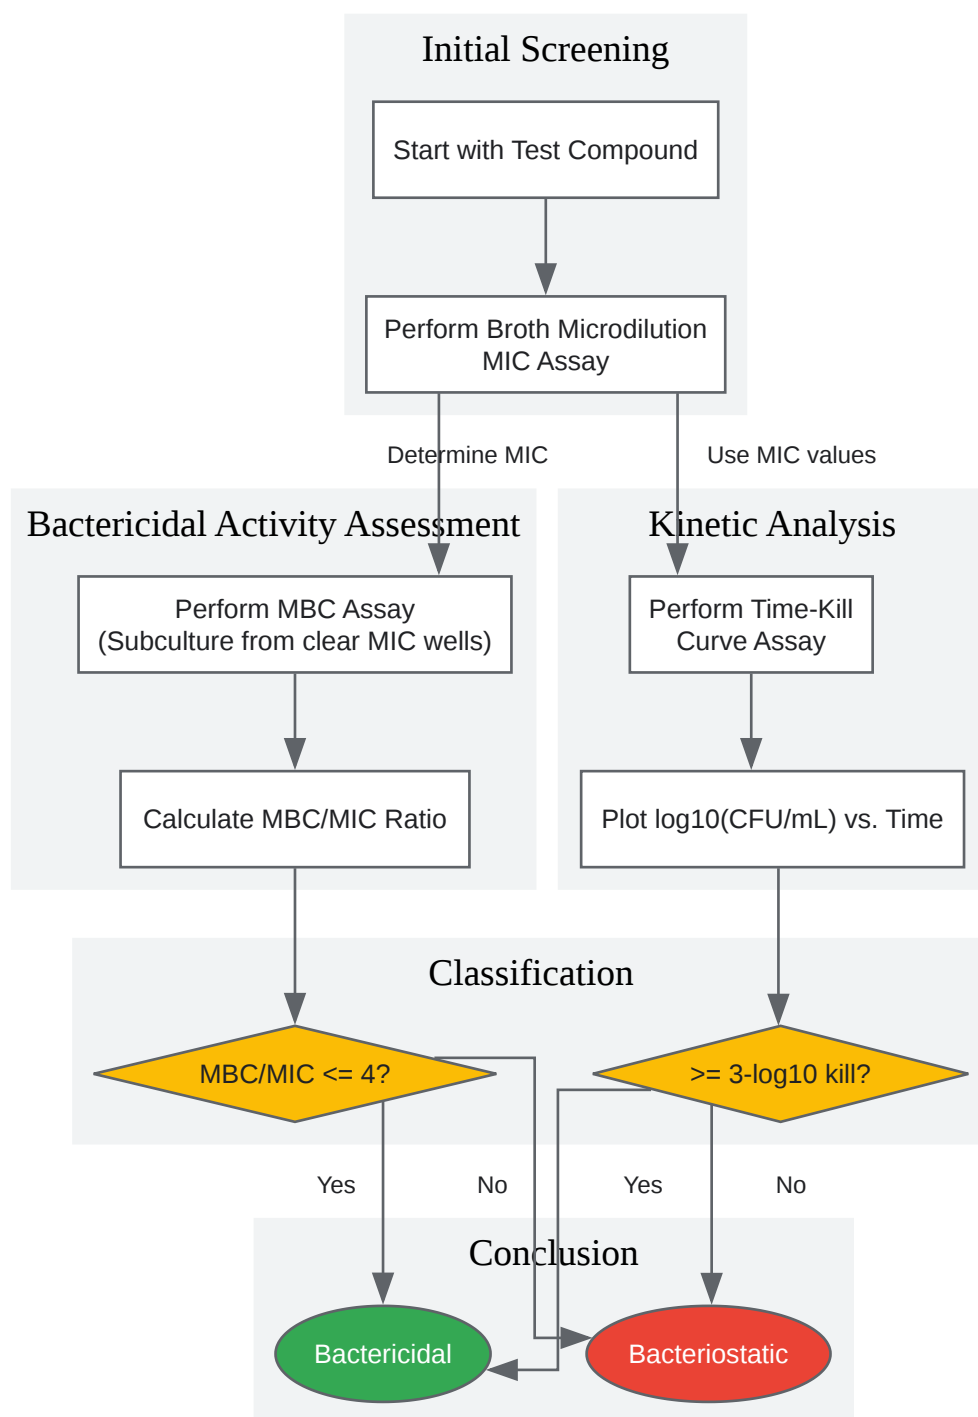 Initial Screening
Start with Test Compound
Perform Broth Microdilution
MIC Assay
Determine MIC
Use MIC values
Bactericidal Activity Assessment
Kinetic Analysis
Perform MBC Assay
(Subculture from clear MIC wells)
Perform Time-Kill
Curve Assay
Calculate MBC/MIC Ratio
Plot log10(CFU/mL) vs. Time
Classification
MBC/MIC <= 4?
>= 3-log10 kill?
Yes
No
Yes
No
Conclusion
Bactericidal
Bacteriostatic